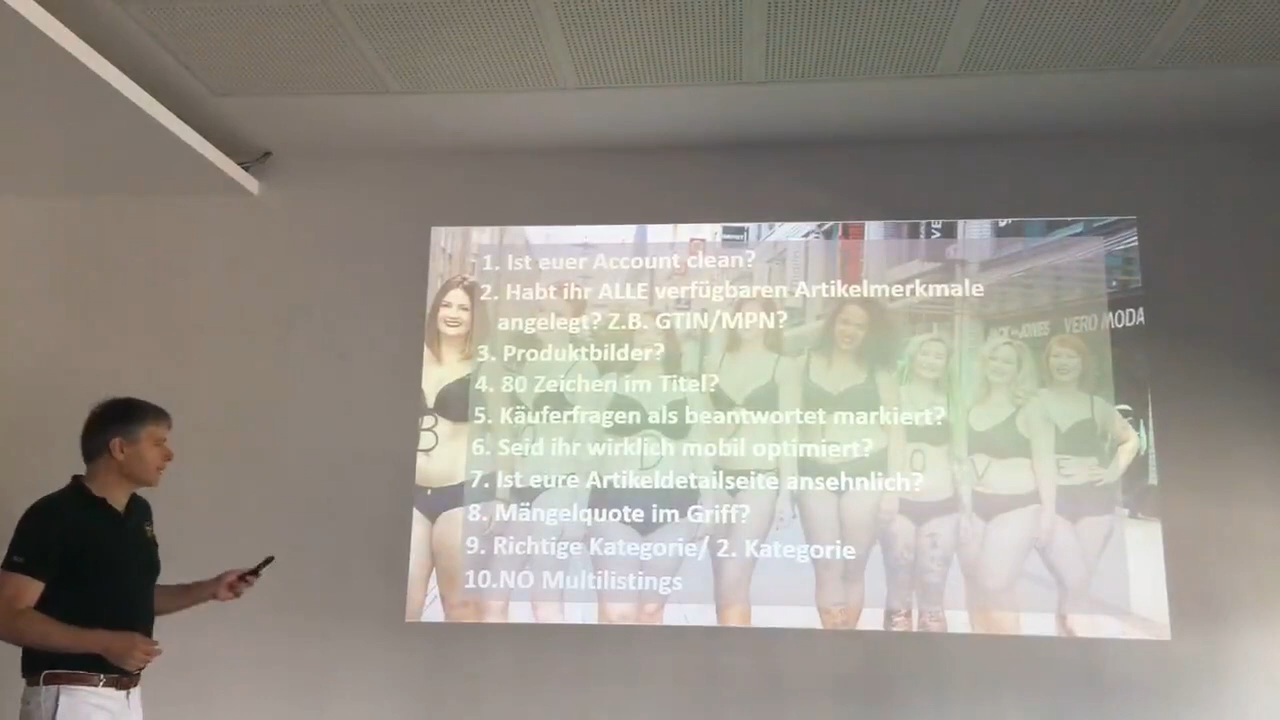 1. Ist euer Account clean?
2. Habt ihr ALLE verfügbaren Artikelmerkmale
angelegt? Z.B. GTIN/MPN?
3. Produktbilder?
4. 80 Zeichen im Titel?
5. Käuferfragen als beantwortet markiert?
6. Seid ihr wirklich mobil optimiert?
7. Ist eure Artikeldetailseite ansehnlich?
8. Mängelquote im Griff?
9. Richtige Kategorie/ 2. Kategorie
10.NO Multilistings
JONES
VERO MODA
B
D
O
V
E